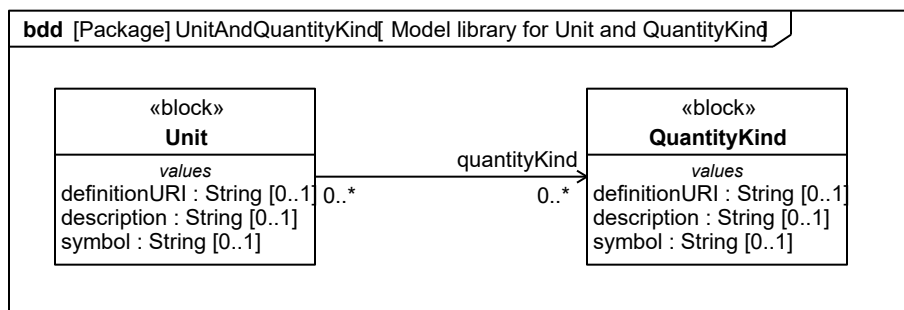 bdd [Package] UnitAndQuantityKind[ Model library for Unit and QuantityKind]
«block»
Unit
values
definitionURI : String [0..1]
description : String [0..1]
symbol : String [0..1]
quantityKind
0..*
0..*
«block»
QuantityKind
values
definitionURI : String [0..1]
description : String [0..1]
symbol : String [0..1]